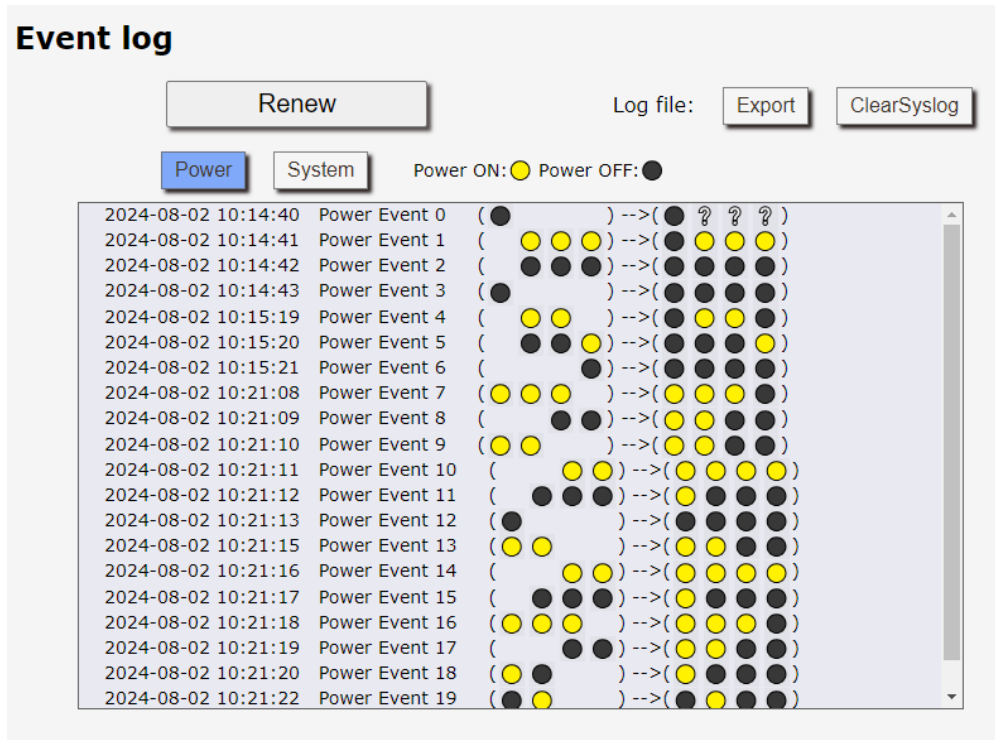 Event log
Renew Log file: Export ClearSyslog
Power System Power ON: Power OFF:
2024-08-02 10:14:40 Power Event 0 ( ) -->( ? ? ? )
2024-08-02 10:14:41 Power Event 1 ( ) -->( )
2024-08-02 10:14:42 Power Event 2 ( ) -->( )
2024-08-02 10:14:43 Power Event 3 ( ) -->( )
2024-08-02 10:15:19 Power Event 4 ( ) -->( )
2024-08-02 10:15:20 Power Event 5 ( ) -->( )
2024-08-02 10:15:21 Power Event 6 ( ) -->( )
2024-08-02 10:21:08 Power Event 7 ( ) -->( )
2024-08-02 10:21:09 Power Event 8 ( ) -->( )
2024-08-02 10:21:10 Power Event 9 ( ) -->( )
2024-08-02 10:21:11 Power Event 10 ( ) -->( )
2024-08-02 10:21:12 Power Event 11 ( ) -->( )
2024-08-02 10:21:13 Power Event 12 ( ) -->( )
2024-08-02 10:21:15 Power Event 13 ( ) -->( )
2024-08-02 10:21:16 Power Event 14 ( ) -->( )
2024-08-02 10:21:17 Power Event 15 ( ) -->( )
2024-08-02 10:21:18 Power Event 16 ( ) -->( )
2024-08-02 10:21:19 Power Event 17 ( ) -->( )
2024-08-02 10:21:20 Power Event 18 ( ) -->( )
2024-08-02 10:21:22 Power Event 19 ( ) -->( )